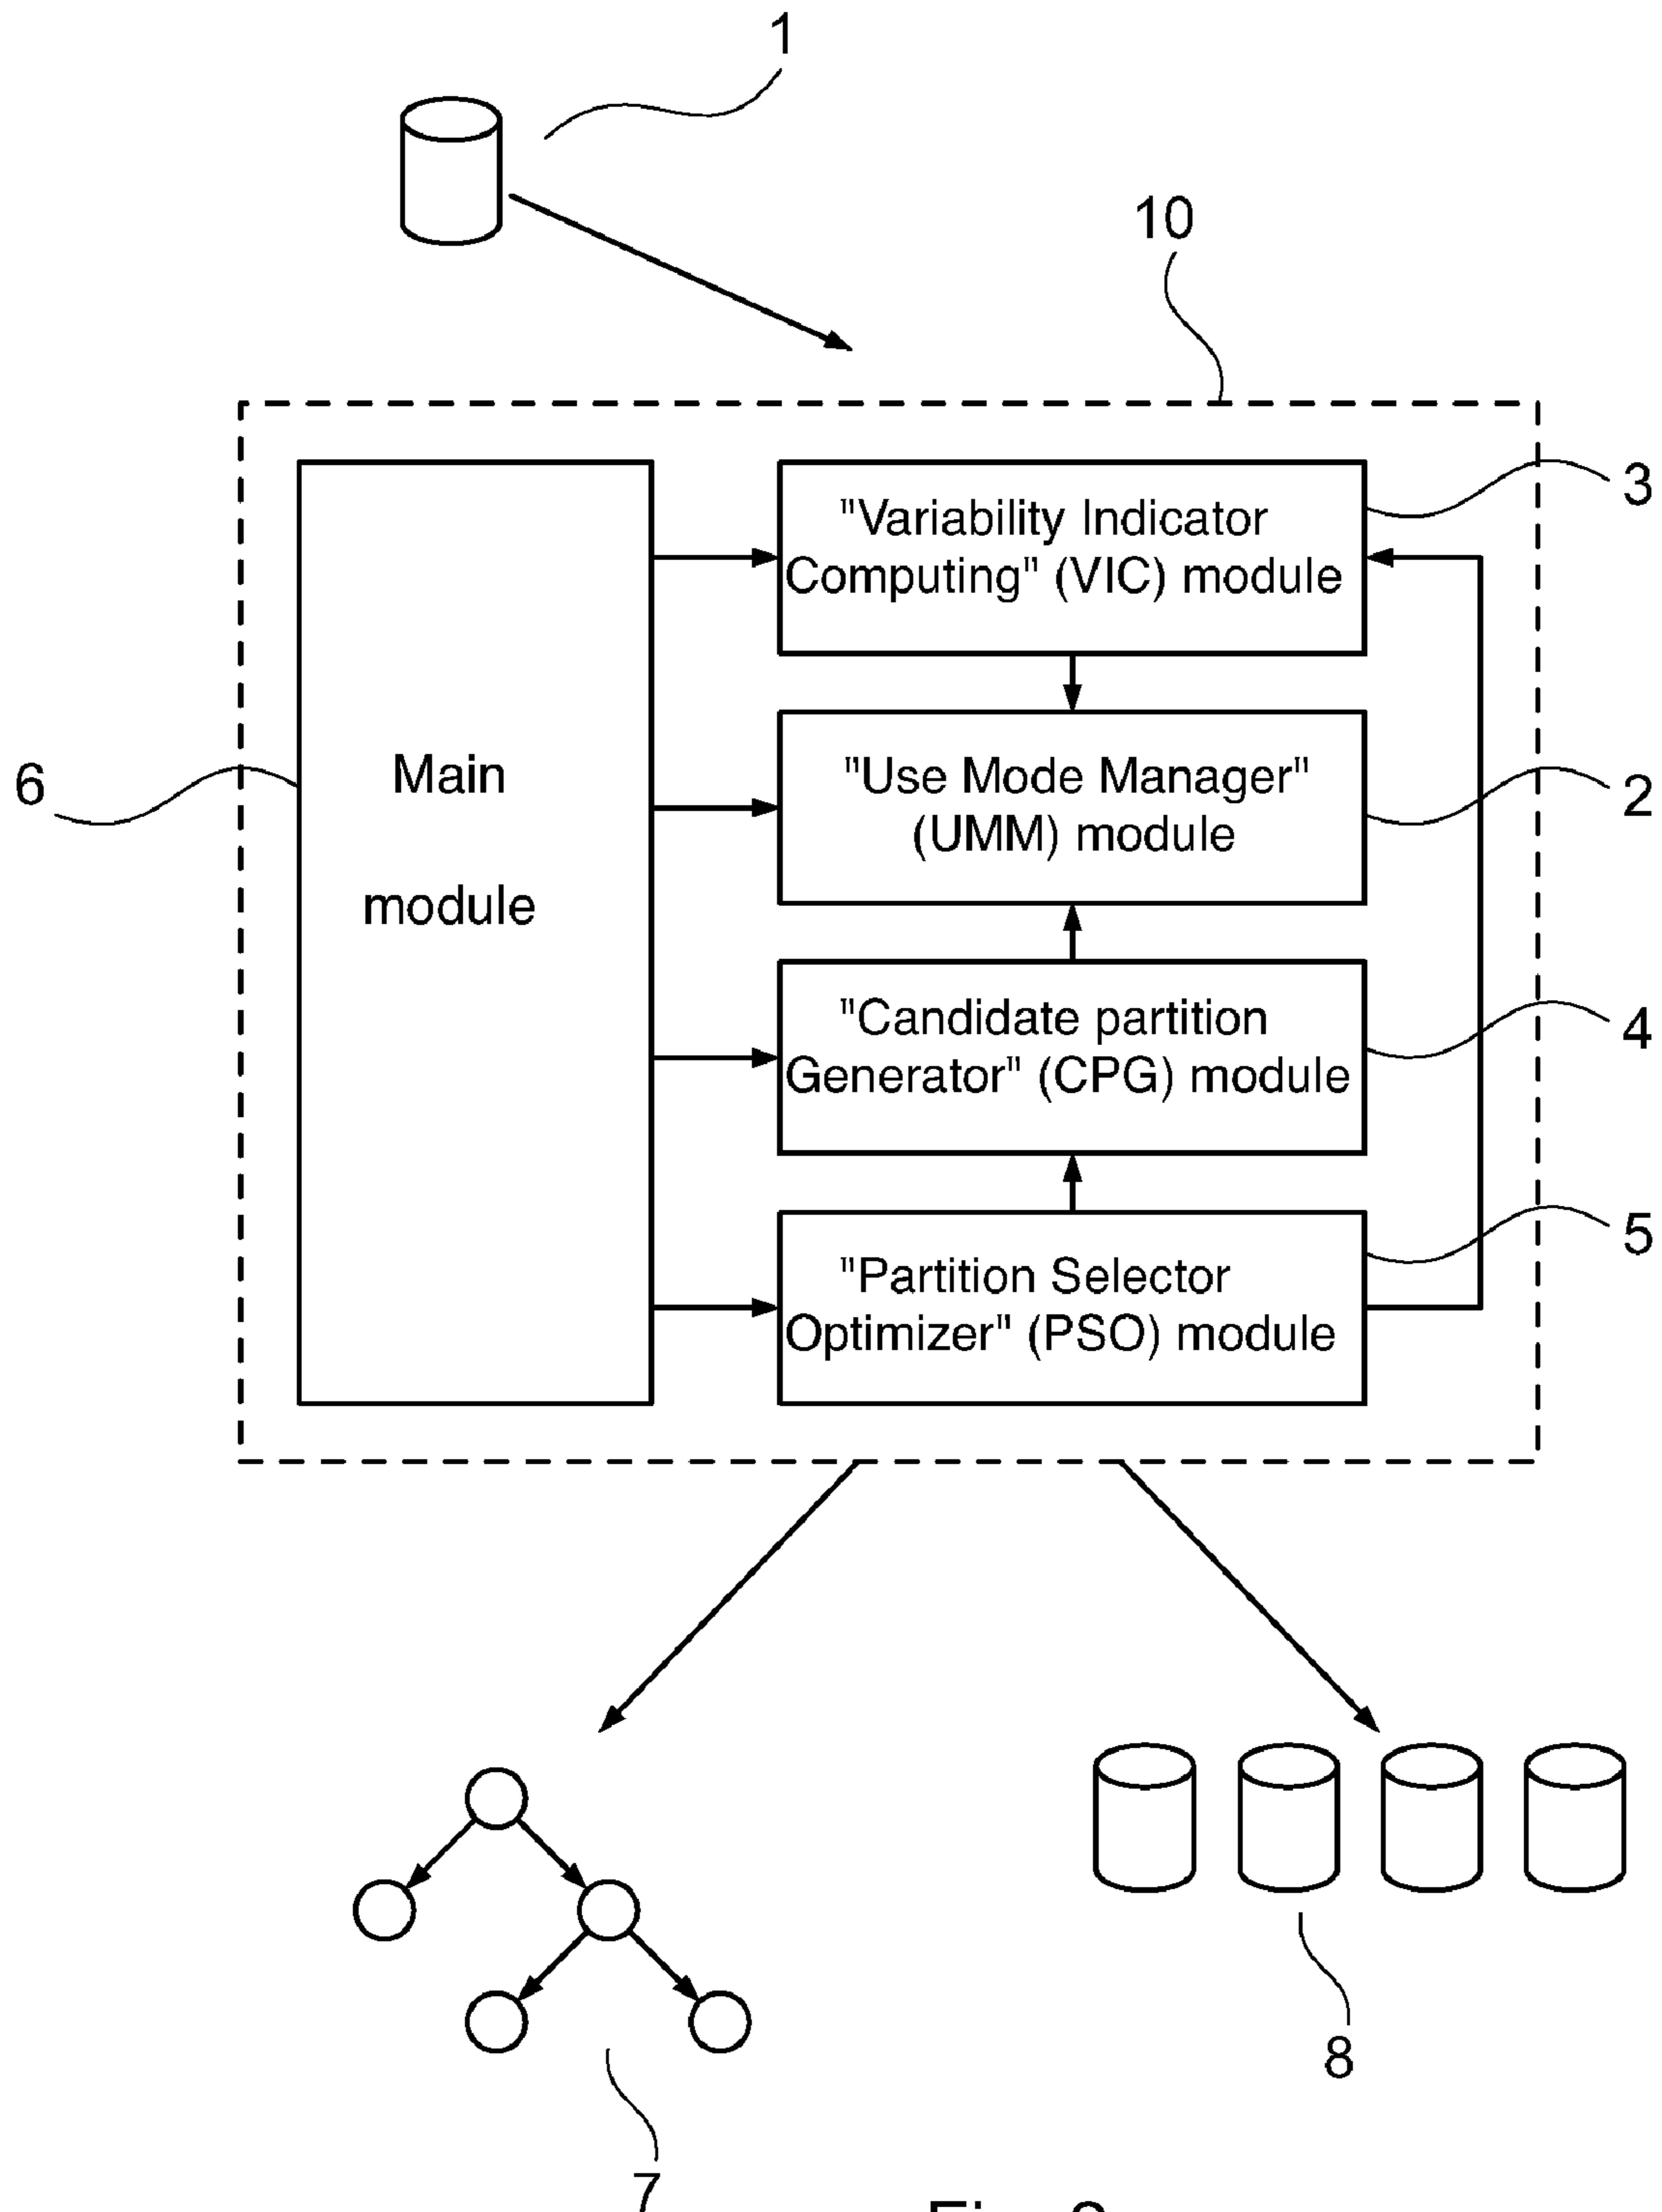 1
10
"Variability Indicator
Computing" (VIC) module
3
Main
module
6
"Use Mode Manager"
(UMM) module
2
"Candidate partition
Generator" (CPG) module
4
"Partition Selector
Optimizer" (PSO) module
5
8
7